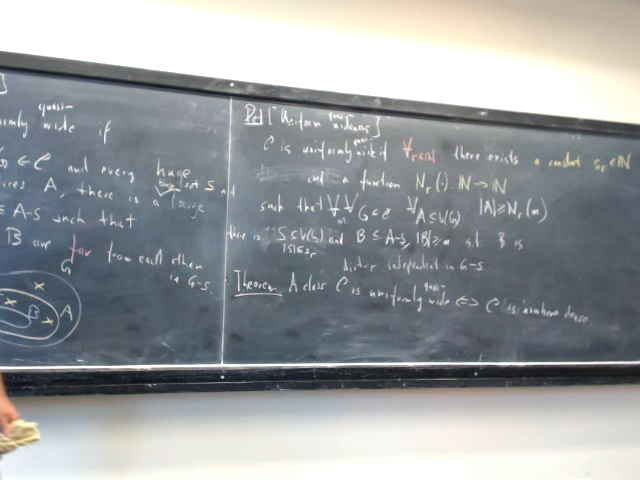 ]
quasi-
wide if
∈ C and every huge
A, there is a large
set S
⊆ A-S such that
B are far from each other
G
in G-S
B A
Def [Uniform quasi wideness]
C is uniformly quasi wide if ∀r∈ℕ there exists a constant s_r ∈ ℕ
and a function N_r(·): ℕ → ℕ
such that ∀ m ∀ G∈C ∀ A⊆V(G) |A| ≥ N_r(m)
there is S⊆V(G) and B⊆A-S, |B|≥m s.t. B is
|S|≤s_r
independent in G-S
Theorem A class C is uniformly quasi- wide ⇔ C is nowhere dense.